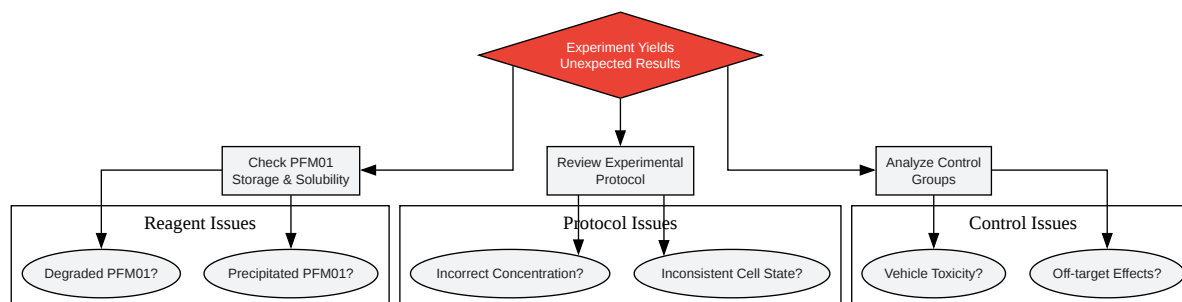 Experiment Yields
Unexpected Results
Check PFM01
Storage & Solubility
Review Experimental
Protocol
Analyze Control
Groups
Reagent Issues
Protocol Issues
Control Issues
Degraded PFM01?
Precipitated PFM01?
Incorrect Concentration?
Inconsistent Cell State?
Vehicle Toxicity?
Off-target Effects?